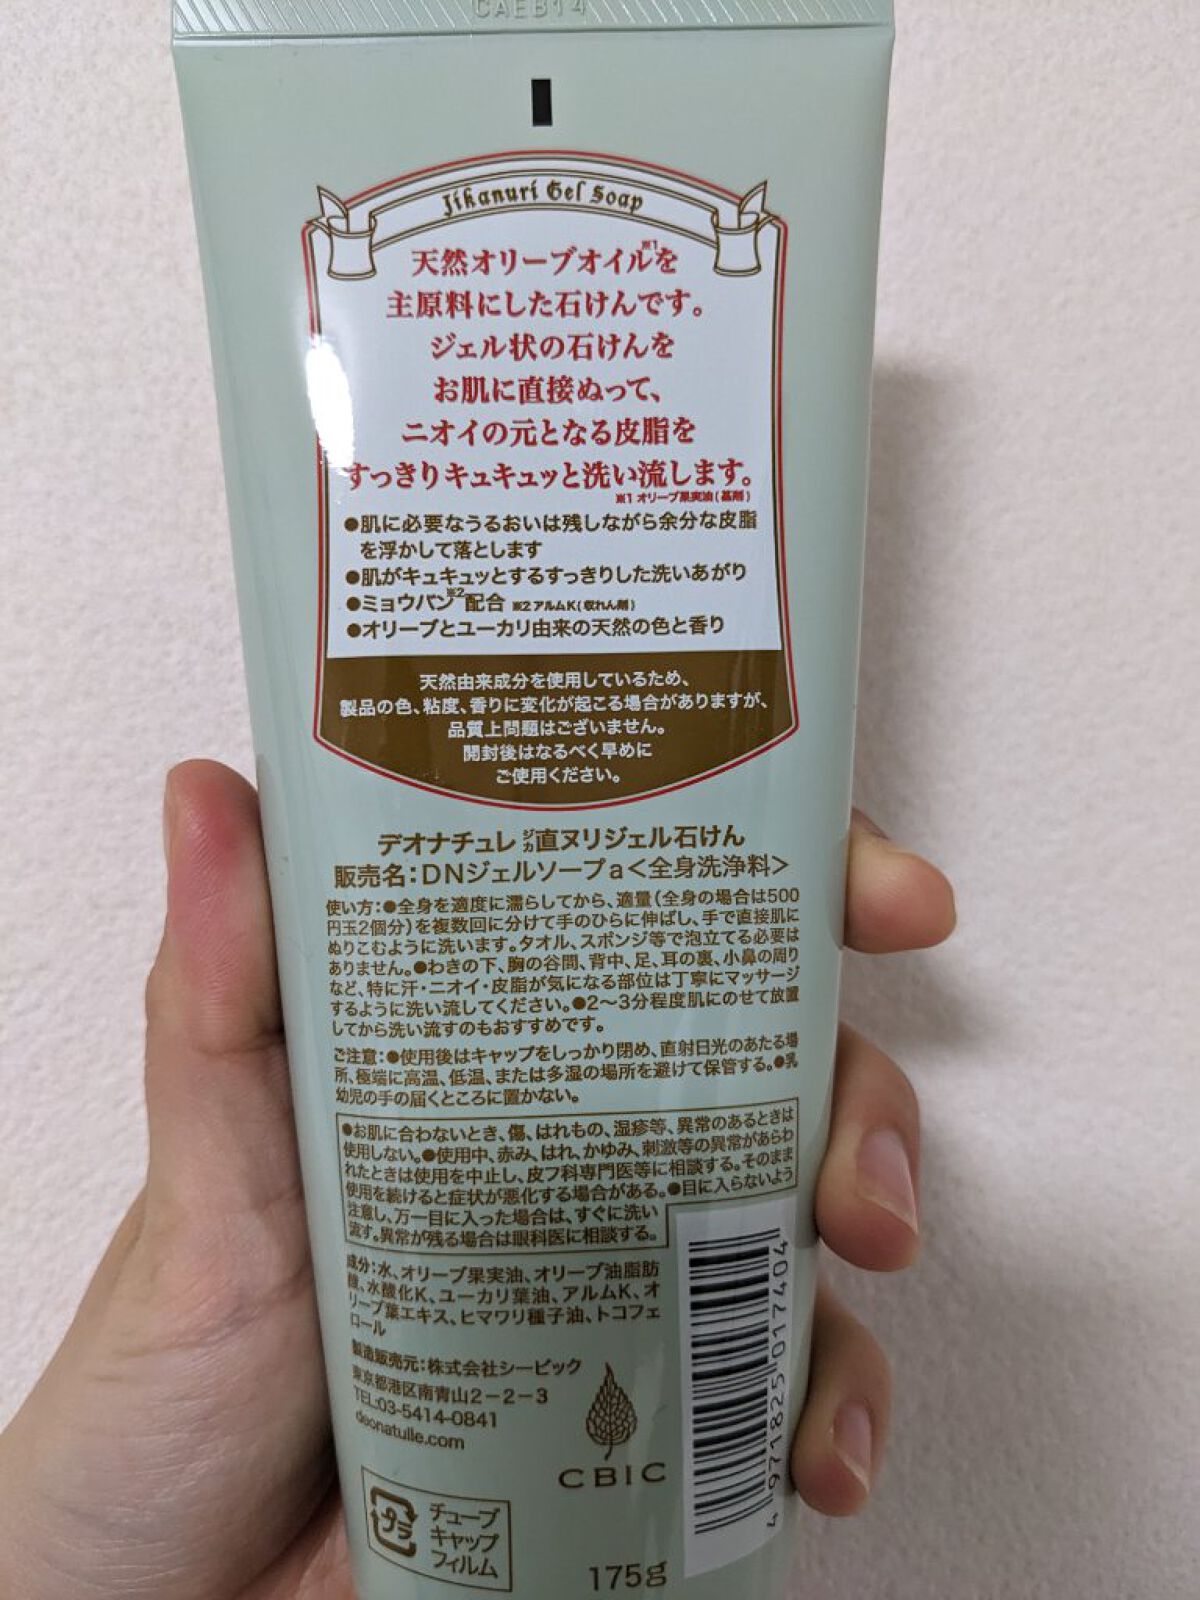 CAEB14
Jikanuri Gel Soap
天然オリーブオイル※1を
主原料にした石けんです。
ジェル状の石けんを
お肌に直接ぬって、
ニオイの元となる皮脂を
すっきりキュキュッと洗い流します。
※1 オリーブ果実油(基剤)
●肌に必要なうるおいは残しながら余分な皮脂
を浮かして落とします
●肌がキュキュッとするすっきりした洗いあがり
●ミョウバン※2配合 ※2 アルムK(収れん剤)
●オリーブとユーカリ由来の天然の色と香り
天然由来成分を使用しているため、
製品の色、粘度、香りに変化が起こる場合がありますが、
品質上問題はございません。
開封後はなるべく早めに
ご使用ください。
デオナチュレ 直ジカヌリジェル石けん
販売名:DNジェルソープa<全身洗浄料>
使い方:●全身を適度に濡らしてから、適量(全身の場合は500
円玉2個分)を複数回に分けて手のひらに伸ばし、手で直接肌に
ぬりこむように洗います。タオル、スポンジ等で泡立てる必要は
ありません。●わきの下、胸の谷間、背中、足、耳の裏、小鼻の周り
など、特に汗・ニオイ・皮脂が気になる部位は丁寧にマッサージ
するように洗い流してください。●2〜3分程度肌にのせて放置
してから洗い流すのもおすすめです。
ご注意:●使用後はキャップをしっかり閉め、直射日光のあたる場
所、極端に高温、低温、または多湿の場所を避けて保管する。●乳
幼児の手の届くところに置かない。
●お肌に合わないとき、傷、はれもの、湿疹等、異常のあるときは
使用しない。●使用中、赤み、はれ、かゆみ、刺激等の異常があらわ
れたときは使用を中止し、皮フ科専門医等に相談する。そのまま
使用を続けると症状が悪化する場合がある。●目に入らないよう
注意し、万一目に入った場合は、すぐに洗い
流す。異常が残る場合は眼科医に相談する。
成分:水、オリーブ果実油、オリーブ油脂肪
酸、水酸化K、ユーカリ葉油、アルムK、オ
リーブ葉エキス、ヒマワリ種子油、トコフェ
ロール
製造販売元:株式会社シービック
東京都港区南青山2-2-3
TEL:03-5414-0841
deonatulle.com
CBIC
プラ
チューブ
キャップ
フィルム
175g
4 971825 017404